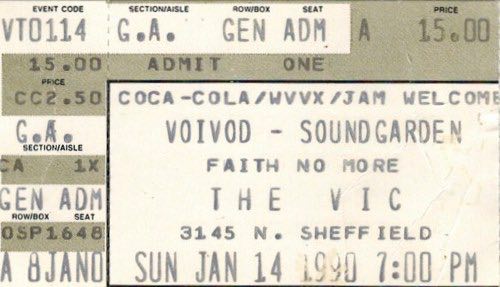 EVENT CODE SECTION/AISLE ROW/BOX SEAT PRICE
VT0114 G.A. GEN ADM A 15.00
15.00 ADMIT ONE
PRICE
CC2.50 COCA-COLA/WVVX/JAM WELCOME
G.A. VOIVOD - SOUNDGARDEN
SECTION/AISLE
CA 1X FAITH NO MORE
GEN ADM THE VIC
ROW/BOX SEAT
OSP1648 3145 N. SHEFFIELD
A 8JAN0 SUN JAN 14 1990 7:00 PM